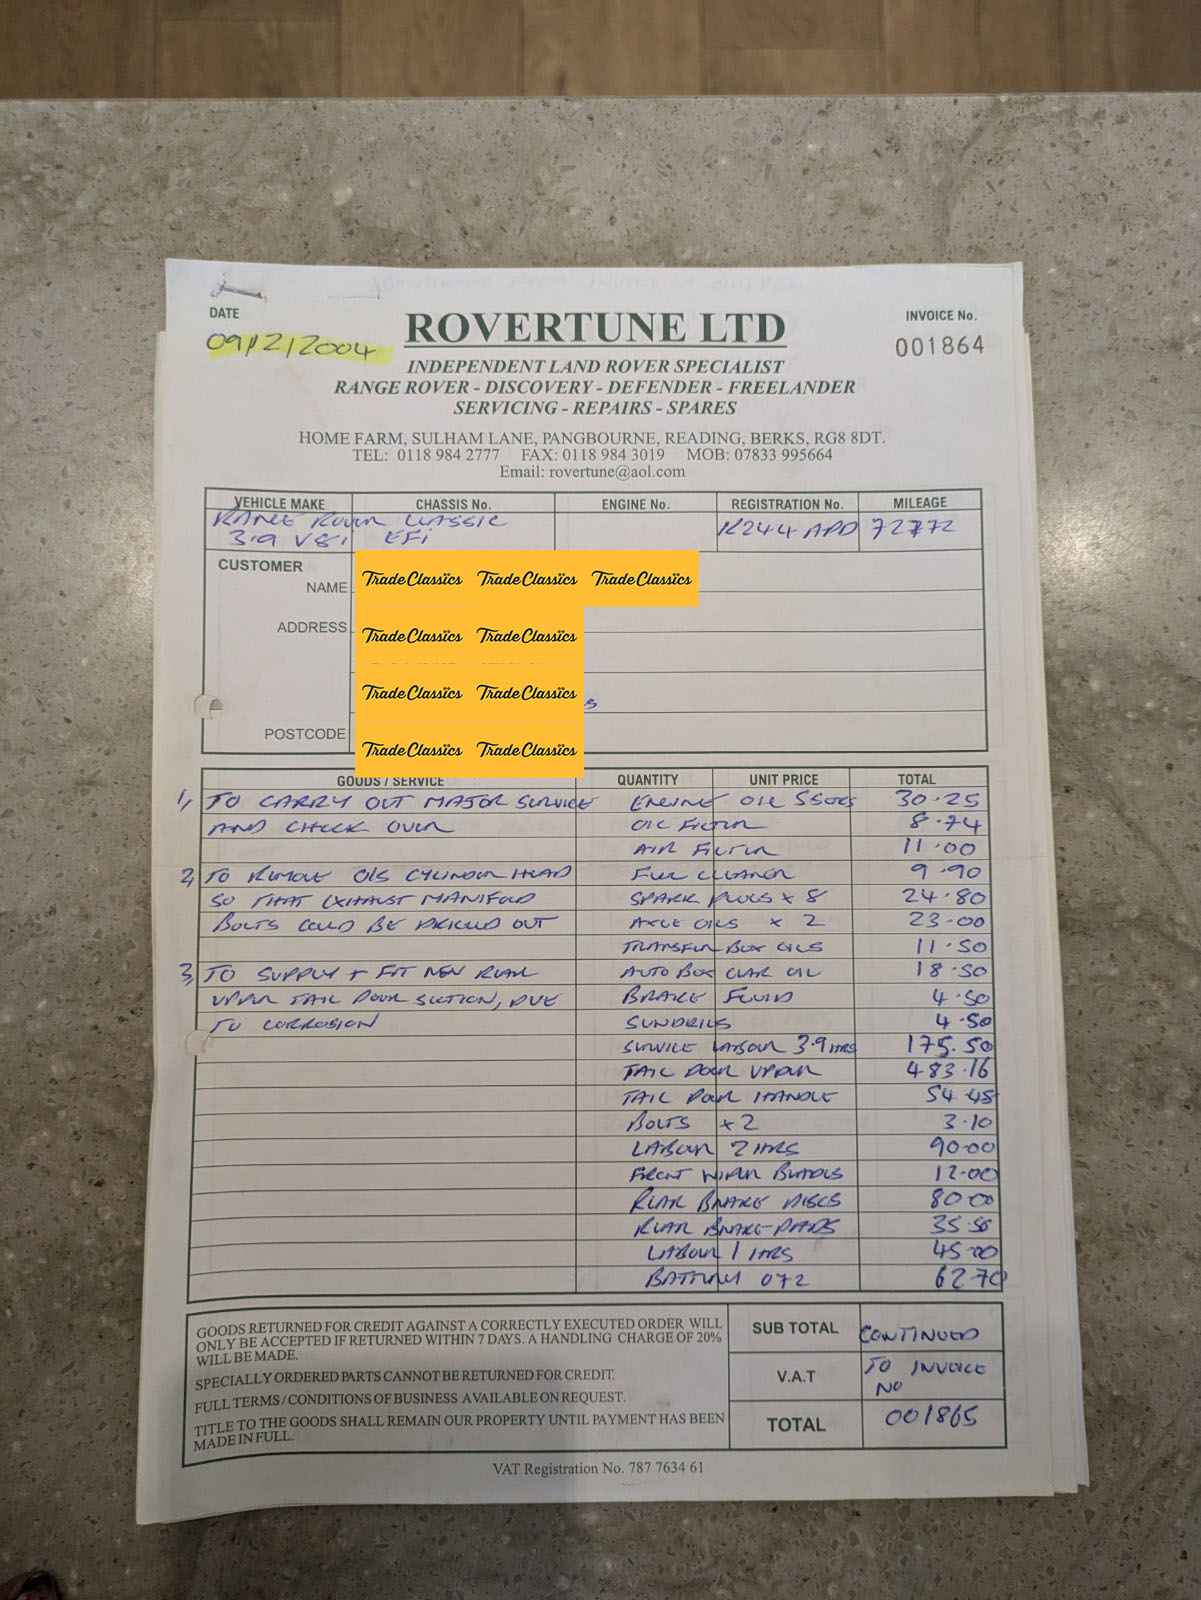 DATE
09/12/2004
ROVERTUNE LTD
INVOICE No.
001864
INDEPENDENT LAND ROVER SPECIALIST
RANGE ROVER - DISCOVERY - DEFENDER - FREELANDER
SERVICING - REPAIRS - SPARES
HOME FARM, SULHAM LANE, PANGBOURNE, READING, BERKS, RG8 8DT.
TEL: 0118 984 2777 FAX: 0118 984 3019 MOB: 07833 995664
Email: rovertune@aol.com
VEHICLE MAKE CHASSIS No. ENGINE No. REGISTRATION No. MILEAGE
RANGE ROVER CLASSIC
3.9 V8i EFi K244 APD 72772
CUSTOMER
NAME TradeClassics TradeClassics TradeClassics
ADDRESS TradeClassics TradeClassics
TradeClassics TradeClassics
POSTCODE TradeClassics TradeClassics
GOODS / SERVICE QUANTITY UNIT PRICE TOTAL
1, TO CARRY OUT MAJOR SERVICE ENGINE OIL 30.25
AND CHECK OVER OIL FILTER 8.74
AIR FILTER 11.00
2, TO REMOVE O/S CYLINDER HEAD FUEL CLEANER 9.90
SO THAT EXHAUST MANIFOLD SPARK PLUGS x 8 24.80
BOLTS COULD BE DRILLED OUT AXLE OILS x 2 23-00
TRANSFER BOX OILS 11.50
3, TO SUPPLY + FIT NEW REAR AUTO BOX CLEAR OIL 18.50
UPPER TAIL DOOR SECTION, DUE BRAKE FLUID 4.50
TO CORROSION SUNDRIES 4.50
SERVICE LABOUR 3.9 HRS 175.50
TAIL DOOR UPPER 483.16
TAIL DOOR HANDLE 54.45
BOLTS x 2 3.10
LABOUR 2 HRS 90.00
FRONT WIPER BLADES 12.00
REAR BRAKE DISCS 80.00
REAR BRAKE PADS 35.50
LABOUR 1 HRS 45.00
BATTERY 072 62.70
GOODS RETURNED FOR CREDIT AGAINST A CORRECTLY EXECUTED ORDER WILL
ONLY BE ACCEPTED IF RETURNED WITHIN 7 DAYS. A HANDLING CHARGE OF 20%
WILL BE MADE.
SPECIALLY ORDERED PARTS CANNOT BE RETURNED FOR CREDIT.
FULL TERMS / CONDITIONS OF BUSINESS AVAILABLE ON REQUEST.
TITLE TO THE GOODS SHALL REMAIN OUR PROPERTY UNTIL PAYMENT HAS BEEN
MADE IN FULL.
SUB TOTAL CONTINUED
V.A.T TO INVOICE
NO
TOTAL 001865
VAT Registration No. 787 7634 61